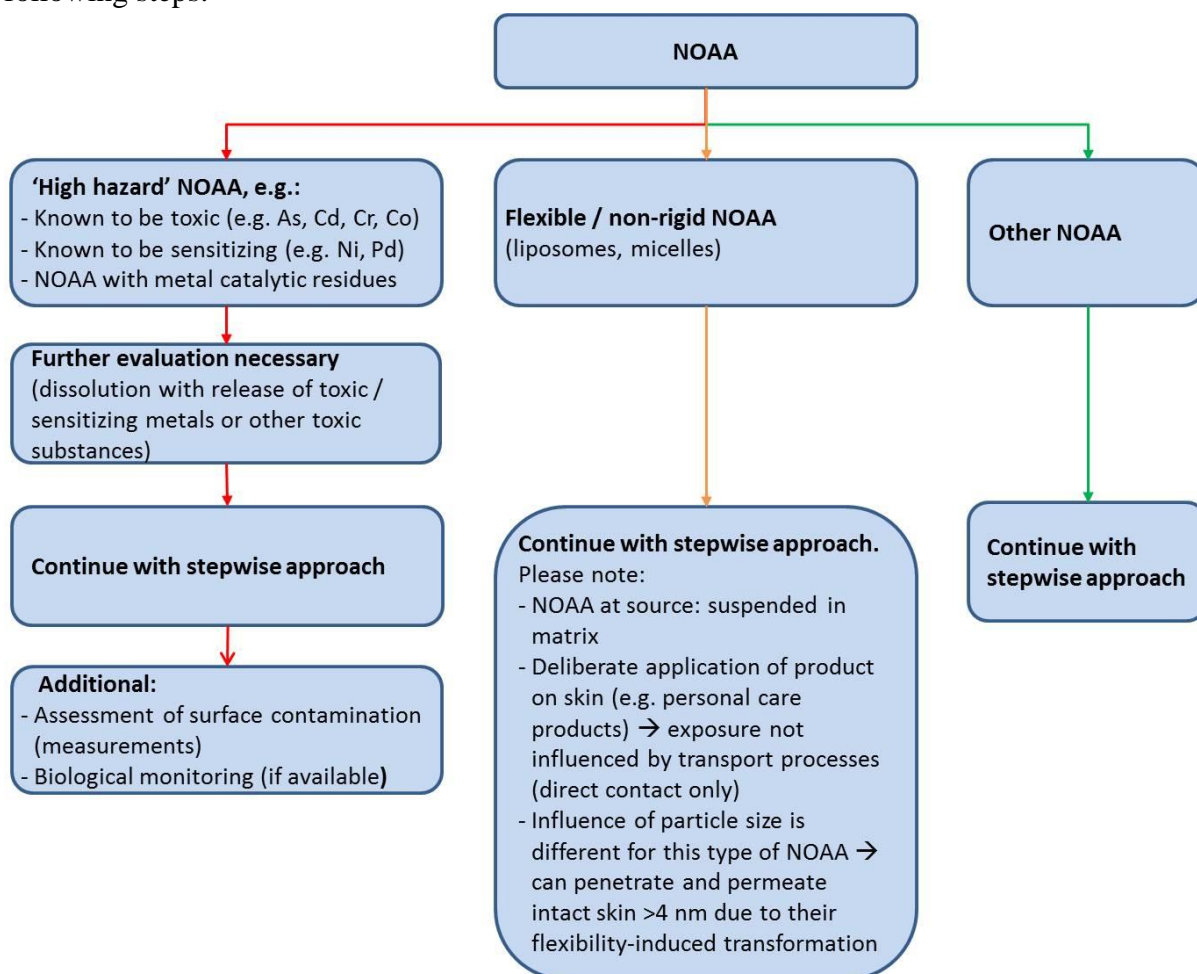 following steps.
NOAA
'High hazard' NOAA, e.g.:
- Known to be toxic (e.g. As, Cd, Cr, Co)
- Known to be sensitizing (e.g. Ni, Pd)
- NOAA with metal catalytic residues
Further evaluation necessary
(dissolution with release of toxic /
sensitizing metals or other toxic
substances)
Continue with stepwise approach
Additional:
- Assessment of surface contamination
(measurements)
- Biological monitoring (if available)
Flexible / non-rigid NOAA
(liposomes, micelles)
Continue with stepwise approach.
Please note:
- NOAA at source: suspended in
matrix
- Deliberate application of product
on skin (e.g. personal care
products) → exposure not
influenced by transport processes
(direct contact only)
- Influence of particle size is
different for this type of NOAA →
can penetrate and permeate
intact skin >4 nm due to their
flexibility-induced transformation
Other NOAA
Continue with
stepwise approach